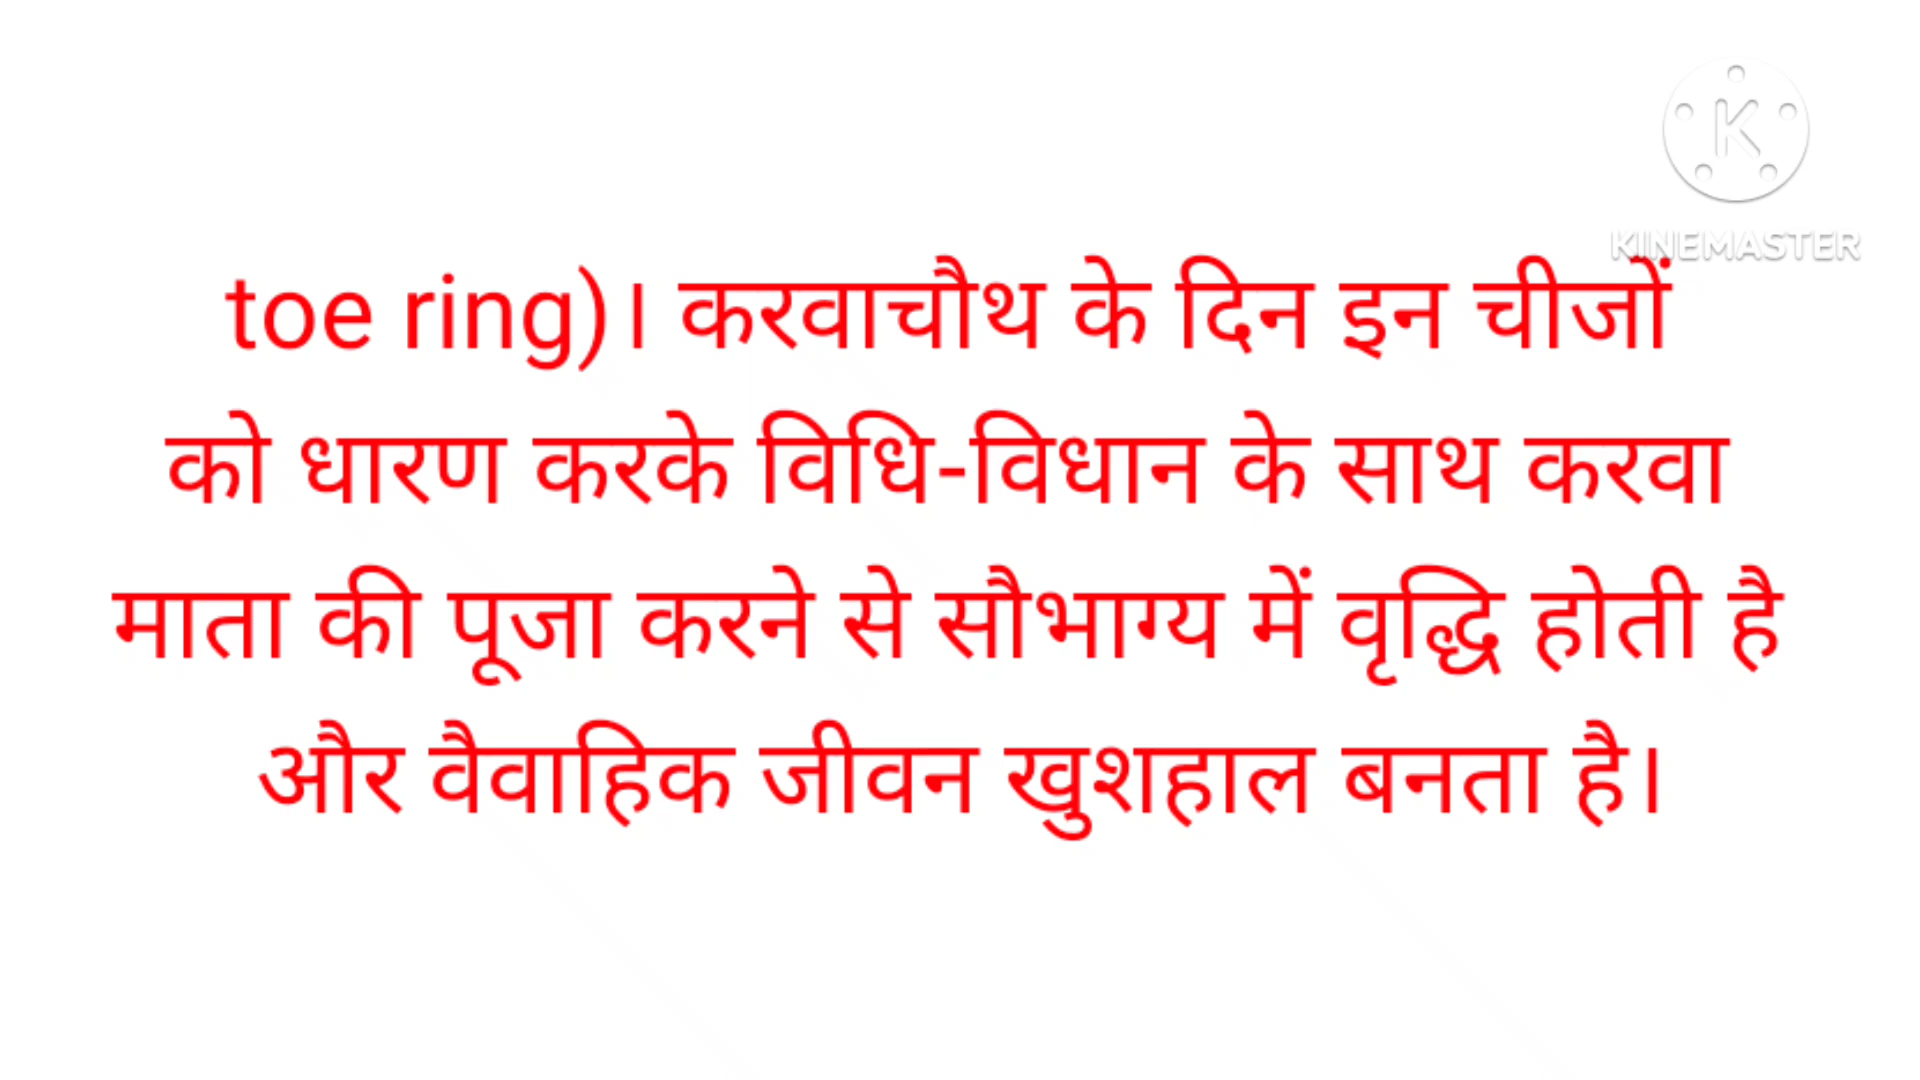 KINEMASTER
toe ring)। करवाचौथ के दिन इन चीजों
को धारण करके विधि-विधान के साथ करवा
माता की पूजा करने से सौभाग्य में वृद्धि होती है
और वैवाहिक जीवन खुशहाल बनता है।